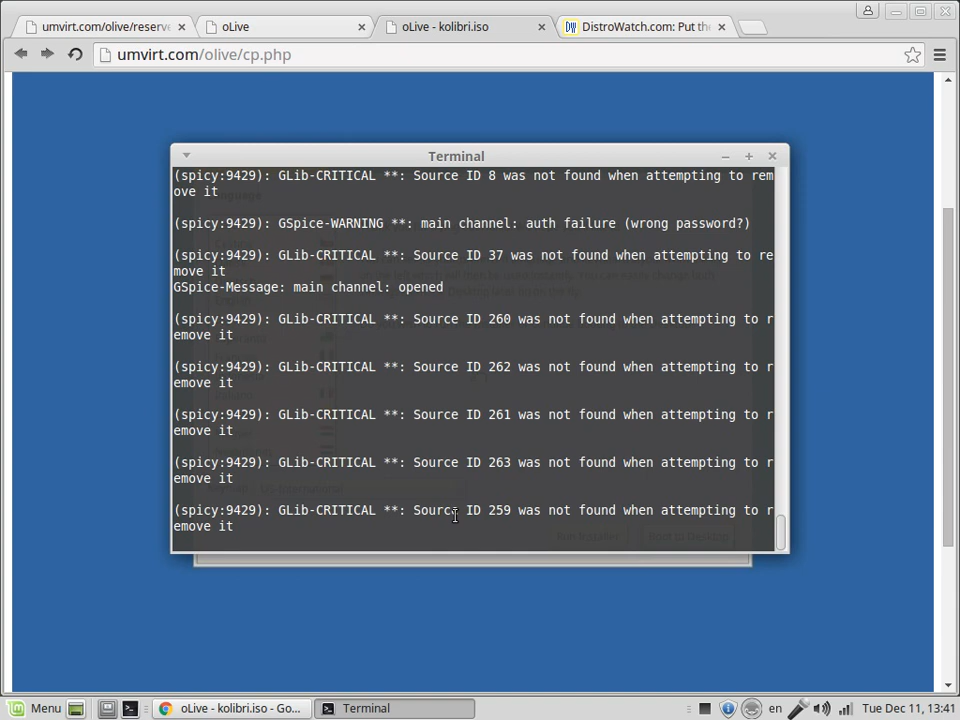 umvirt.com/olive/reserve
oLive
oLive - kolibri.iso
DW DistroWatch.com: Put the
umvirt.com/olive/cp.php
Terminal
(spicy:9429): GLib-CRITICAL **: Source ID 8 was not found when attempting to rem
ove it
(spicy:9429): GSpice-WARNING **: main channel: auth failure (wrong password?)
(spicy:9429): GLib-CRITICAL **: Source ID 37 was not found when attempting to re
move it
GSpice-Message: main channel: opened
(spicy:9429): GLib-CRITICAL **: Source ID 260 was not found when attempting to r
emove it
(spicy:9429): GLib-CRITICAL **: Source ID 262 was not found when attempting to r
emove it
(spicy:9429): GLib-CRITICAL **: Source ID 261 was not found when attempting to r
emove it
(spicy:9429): GLib-CRITICAL **: Source ID 263 was not found when attempting to r
emove it
(spicy:9429): GLib-CRITICAL **: Source ID 259 was not found when attempting to r
emove it
Run Installer Boot to Desktop
Menu oLive - kolibri.iso - Go... Terminal en Tue Dec 11, 13:41